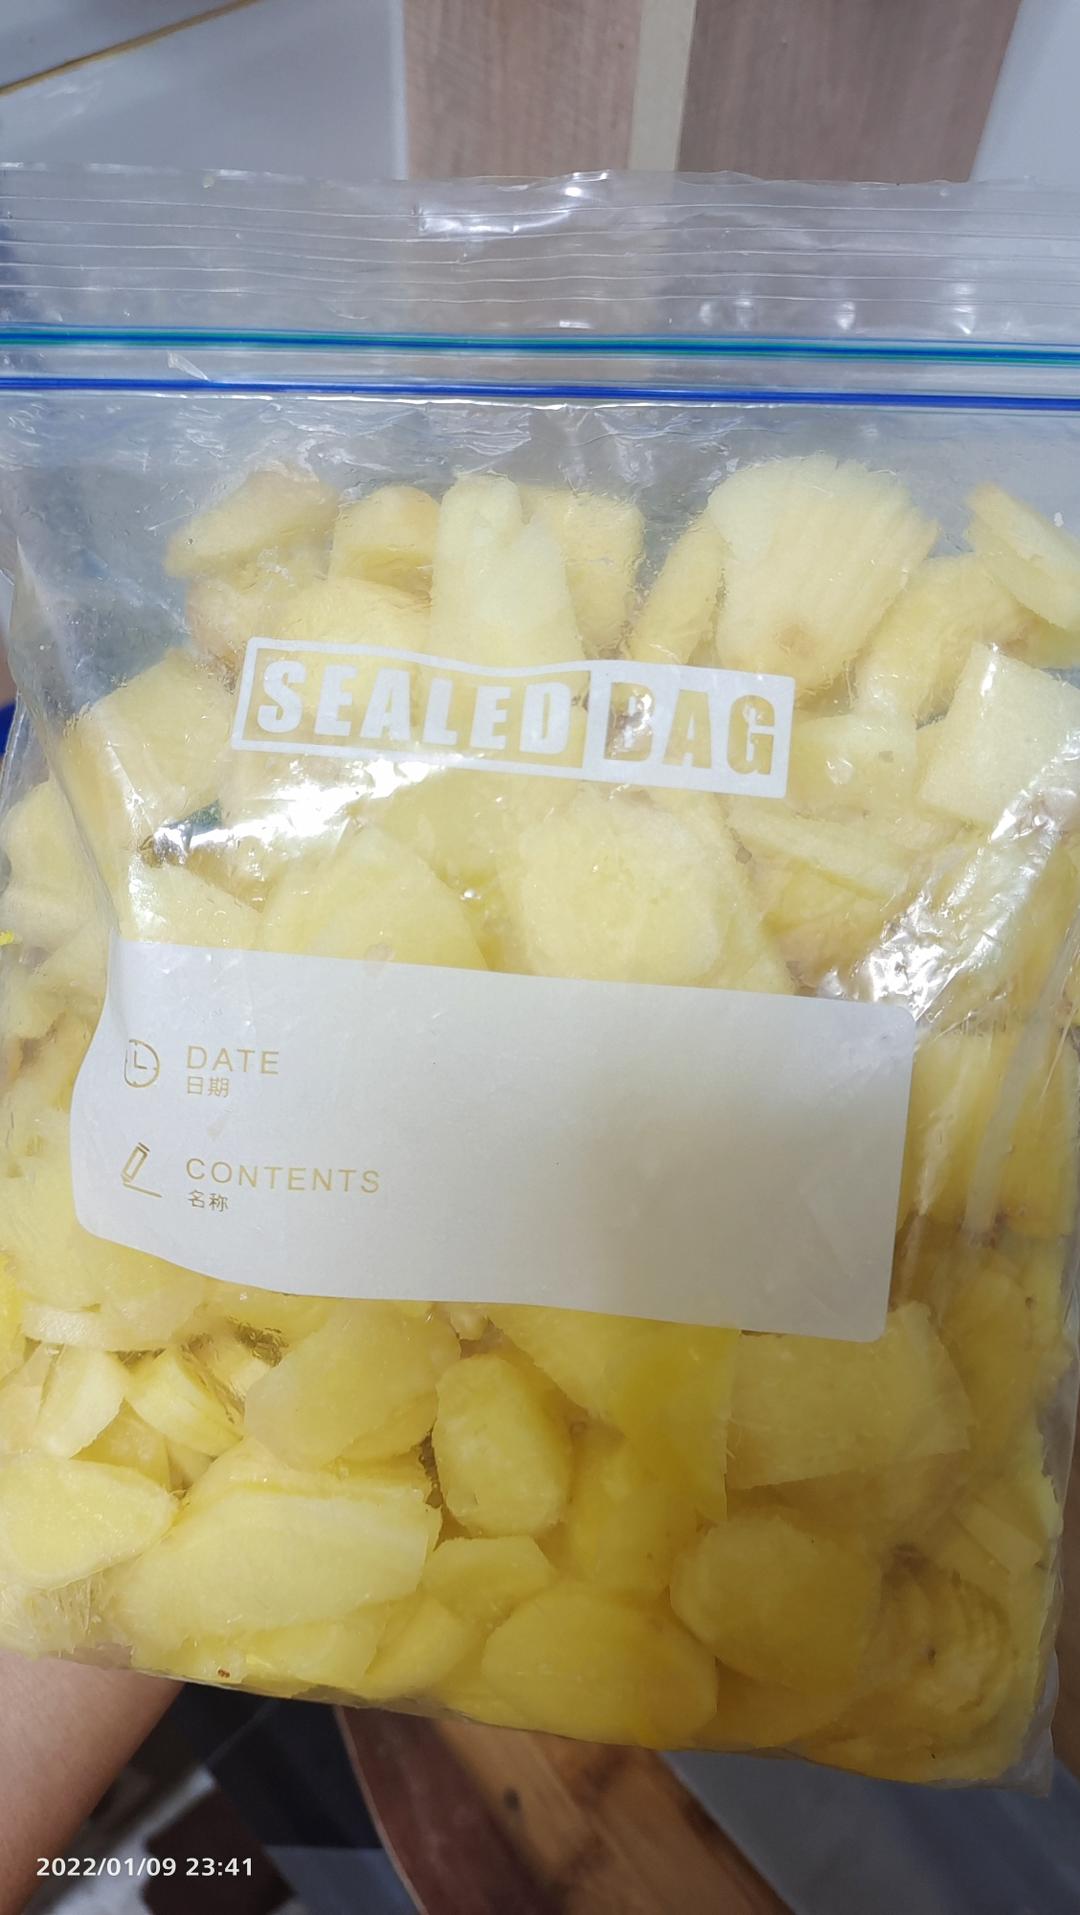 SEALED BAG
DATE
日期
CONTENTS
名称
2022/01/09 23:41